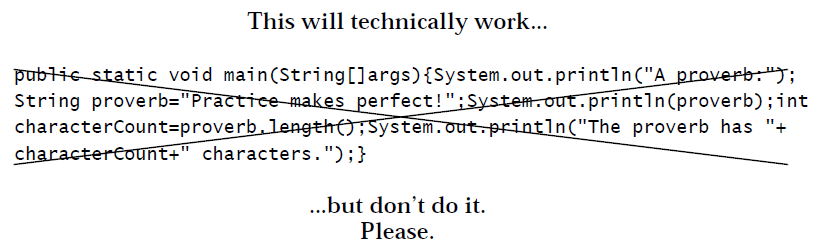 This will technically work...
public static void main(String[]args){System.out.println("A proverb:");
String proverb="Practice makes perfect!";System.out.println(proverb);int
characterCount=proverb.length();System.out.println("The proverb has "+
characterCount+" characters.");}
...but don’t do it.
Please.